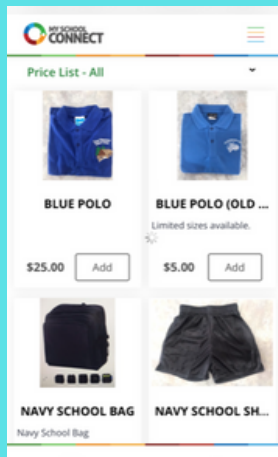 MY SCHOOL
CONNECT
Price List - All
BLUE POLO
BLUE POLO (OLD ...
Limited sizes available.
$25.00 Add
$5.00 Add
NAVY SCHOOL BAG
NAVY SCHOOL SH...
Navy School Bag